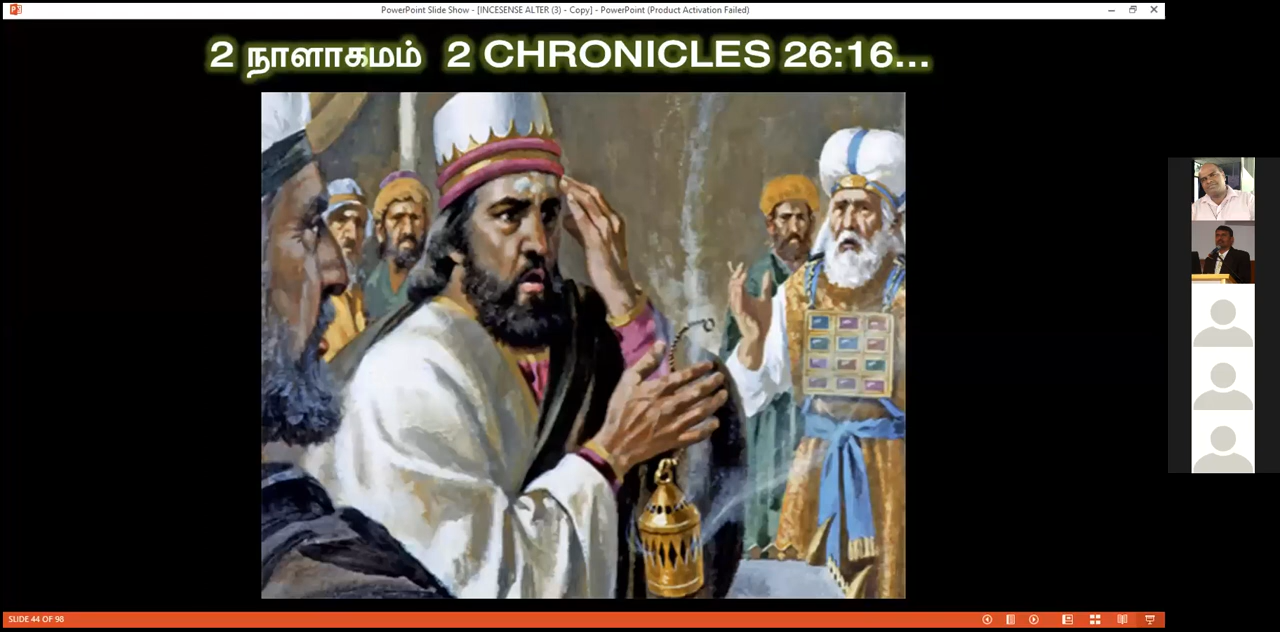 PowerPoint Slide Show - [INCESENSE ALTER (3) - Copy] - PowerPoint (Product Activation Failed)
2 நாளாகமம் 2 CHRONICLES 26:16...
SLIDE 44 OF 98